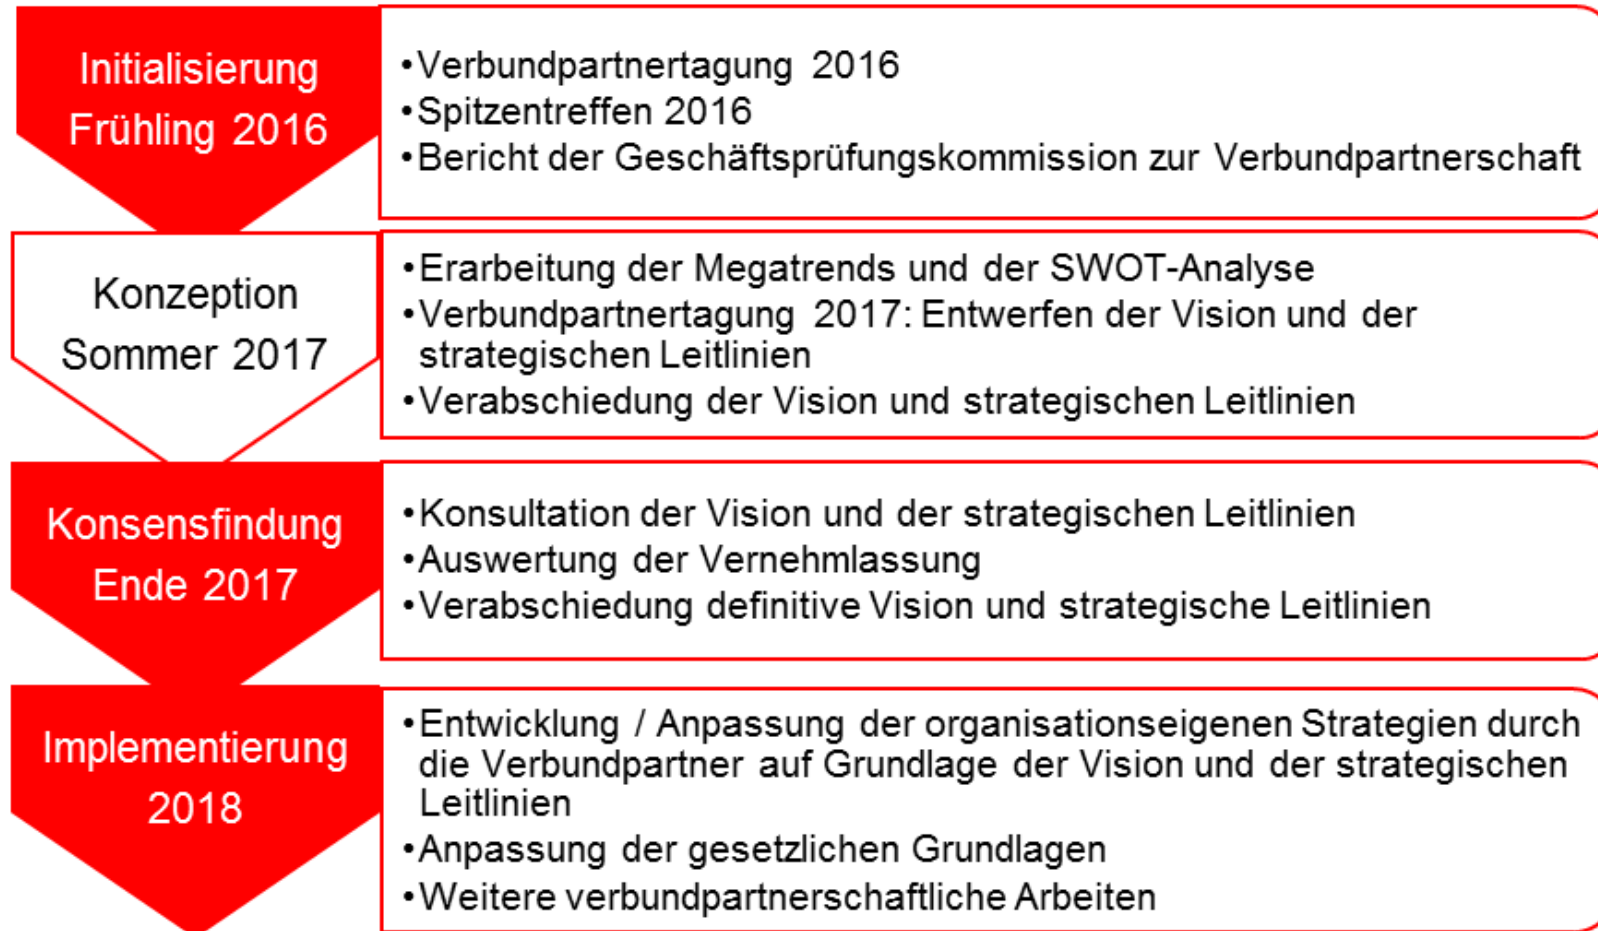 Initialisierung
Frühling 2016
•Verbundpartnertagung 2016
•Spitzentreffen 2016
•Bericht der Geschäftsprüfungskommission zur Verbundpartnerschaft
Konzeption
Sommer 2017
•Erarbeitung der Megatrends und der SWOT-Analyse
•Verbundpartnertagung 2017: Entwerfen der Vision und der
strategischen Leitlinien
•Verabschiedung der Vision und strategischen Leitlinien
Konsensfindung
Ende 2017
•Konsultation der Vision und der strategischen Leitlinien
•Auswertung der Vernehmlassung
•Verabschiedung definitive Vision und strategische Leitlinien
Implementierung
2018
•Entwicklung / Anpassung der organisationseigenen Strategien durch
die Verbundpartner auf Grundlage der Vision und der strategischen
Leitlinien
•Anpassung der gesetzlichen Grundlagen
•Weitere verbundpartnerschaftliche Arbeiten